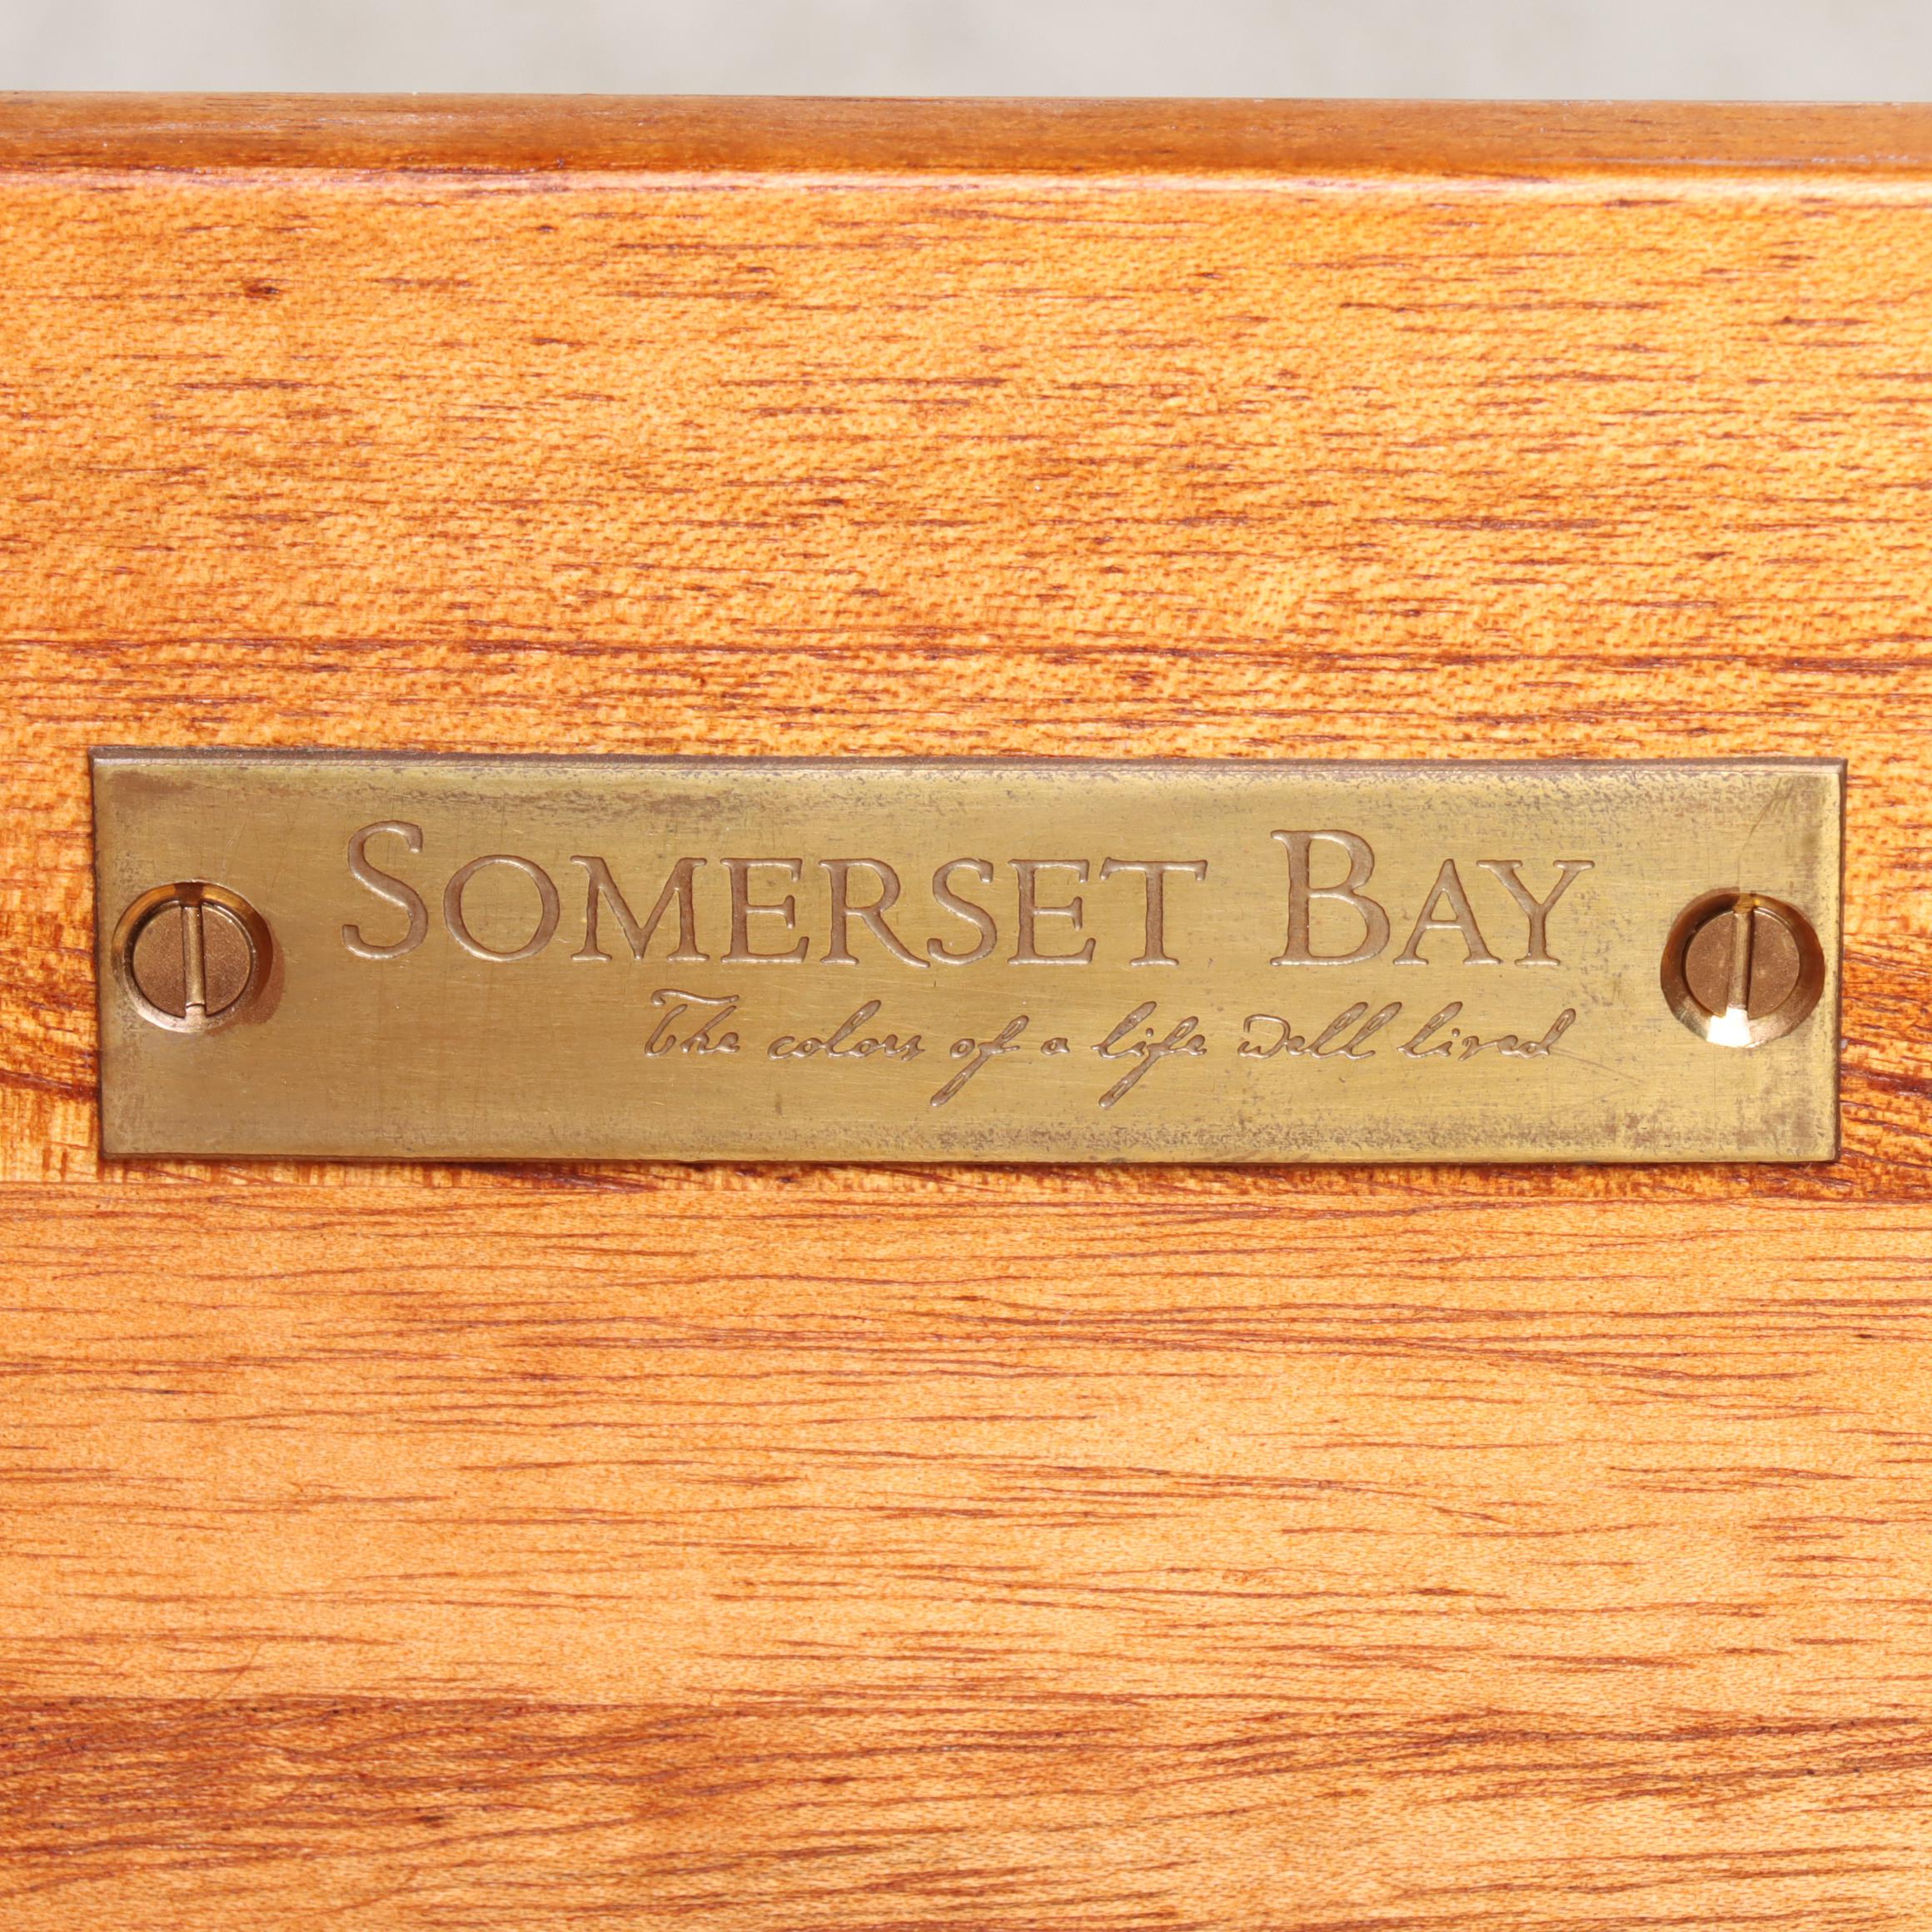 SOMERSET BAY
The colors of a life well lived